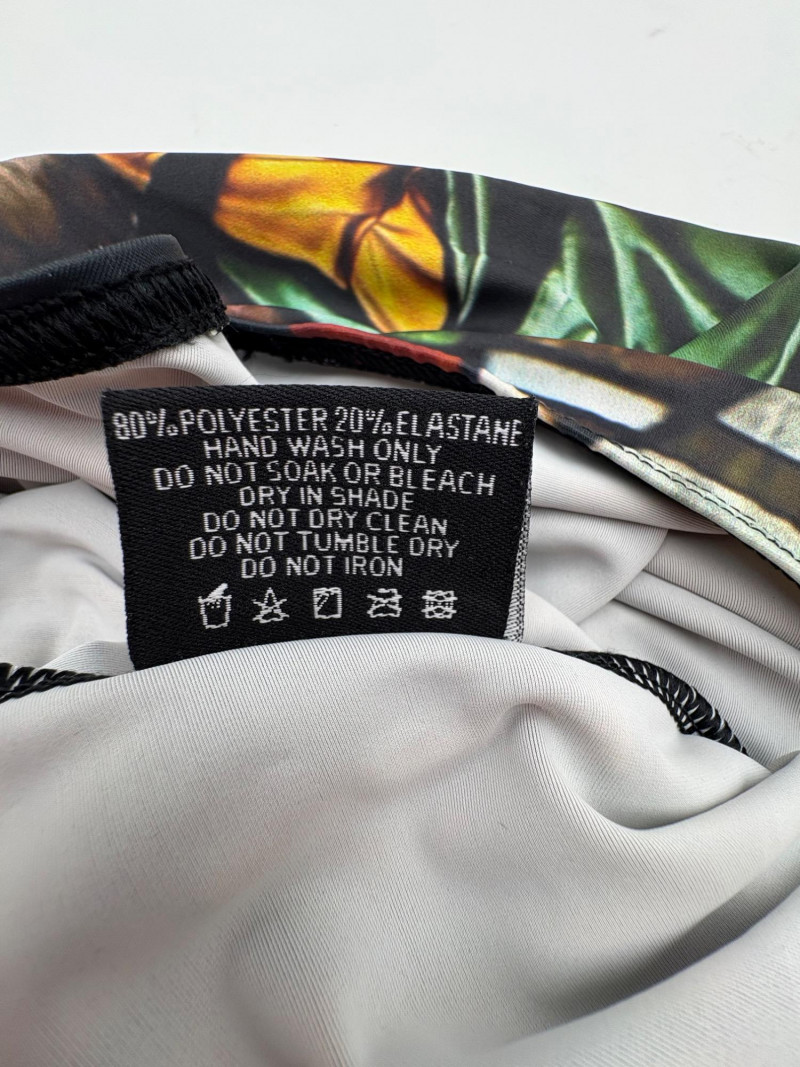 80%POLYESTER 20%ELASTANE
HAND WASH ONLY
DO NOT SOAK OR BLEACH
DRY IN SHADE
DO NOT DRY CLEAN
DO NOT TUMBLE DRY
DO NOT IRON